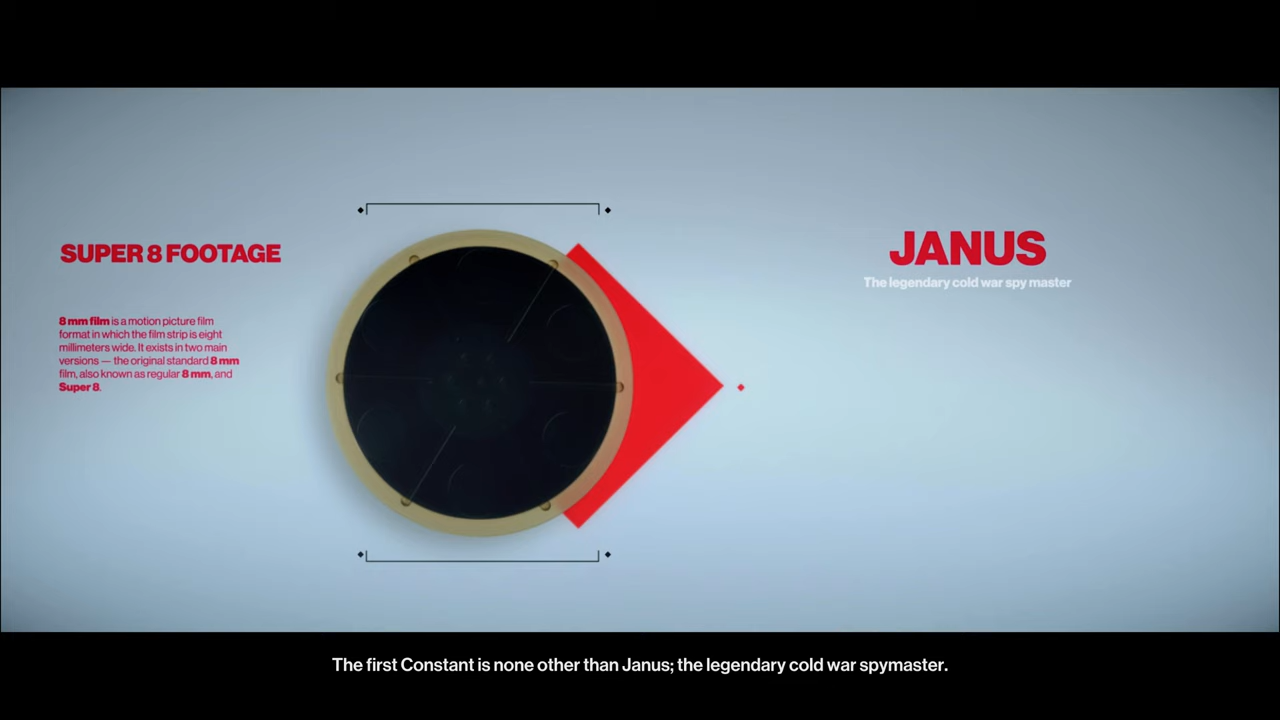 SUPER 8 FOOTAGE
8 mm film is a motion picture film
format in which the film strip is eight
millimeters wide. It exists in two main
versions — the original standard 8 mm
film, also known as regular 8 mm, and
Super 8.
JANUS
The legendary cold war spy master
The first Constant is none other than Janus; the legendary cold war spymaster.